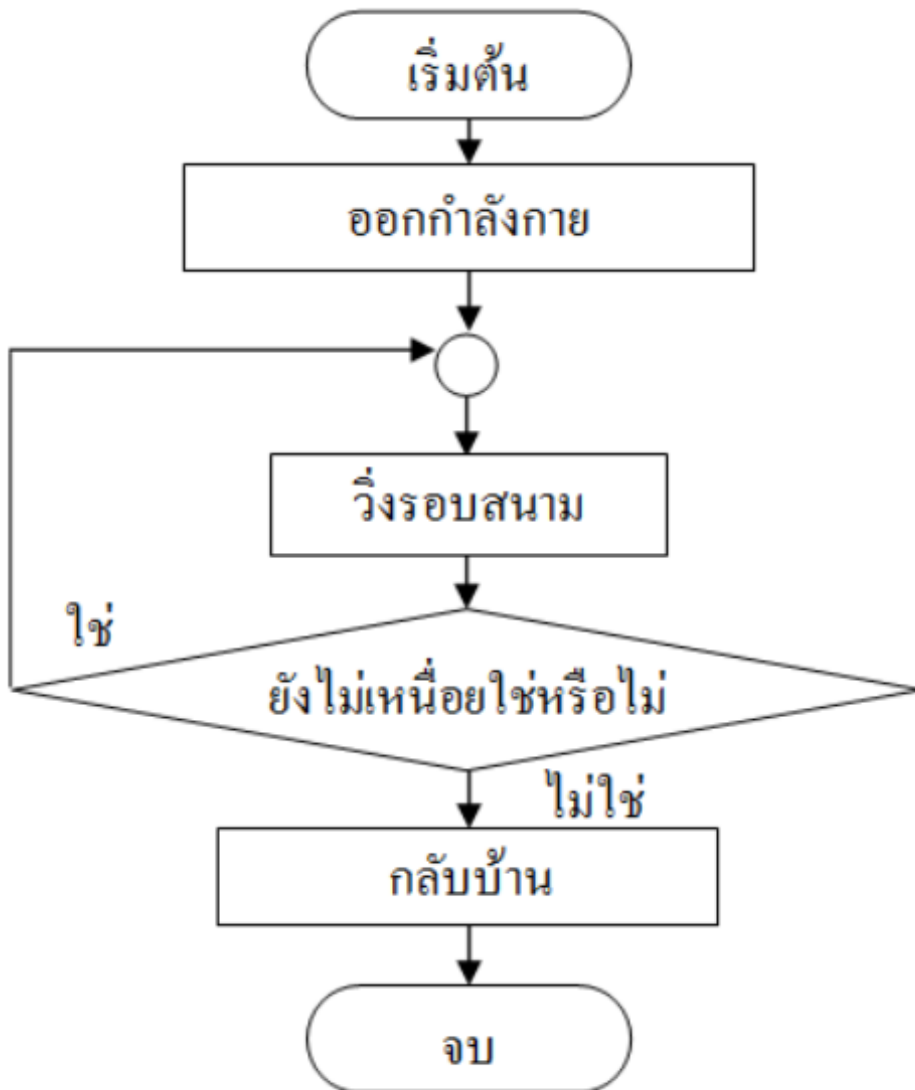 เริ่มต้น
ออกกำลังกาย
วิ่งรอบสนาม
ใช่
ยังไม่เหนื่อยใช่หรือไม่
ไม่ใช่
กลับบ้าน
จบ